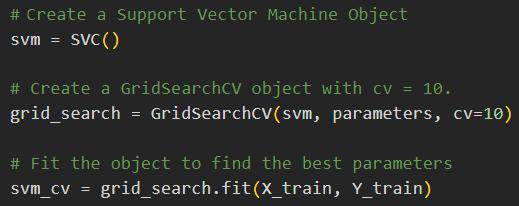 # Create a Support Vector Machine Object
svm = SVC()
# Create a GridSearchCV object with cv = 10.
grid_search = GridSearchCV(svm, parameters, cv=10)
# Fit the object to find the best parameters
svm_cv = grid_search.fit(X_train, Y_train)